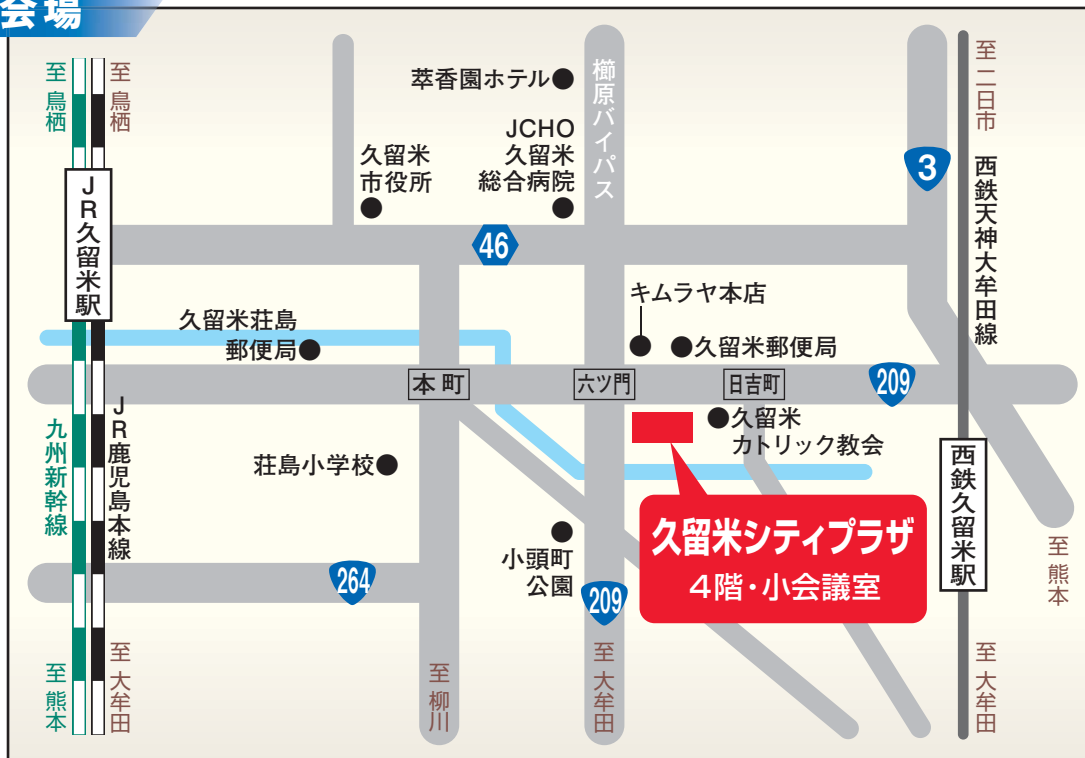 会場
至 鳥栖
至 鳥栖
JR久留米駅
九州新幹線
JR鹿児島本線
至 熊本
至 大牟田
萃香園ホテル
櫛原バイパス
JCHO
久留米
総合病院
久留米
市役所
46
3
至 二日市
西鉄天神大牟田線
キムラヤ本店
久留米荘島
郵便局
久留米郵便局
本町
六ツ門
日吉町
209
久留米
カトリック教会
荘島小学校
西鉄久留米駅
久留米シティプラザ
4階・小会議室
小頭町
公園
264
209
至 熊本
至 柳川
至 大牟田
至 大牟田